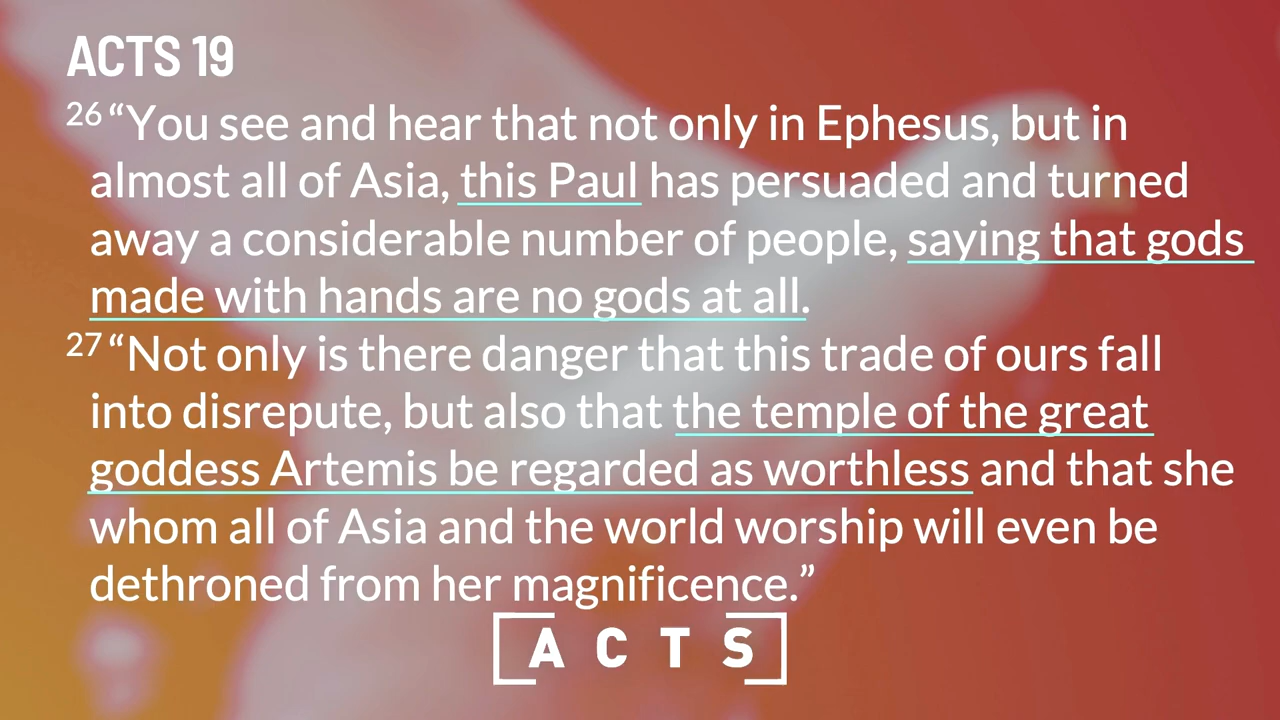 ACTS 19
26 “You see and hear that not only in Ephesus, but in
almost all of Asia, this Paul has persuaded and turned
away a considerable number of people, saying that gods
made with hands are no gods at all.
27 “Not only is there danger that this trade of ours fall
into disrepute, but also that the temple of the great
goddess Artemis be regarded as worthless and that she
whom all of Asia and the world worship will even be
dethroned from her magnificence.”
ACTS